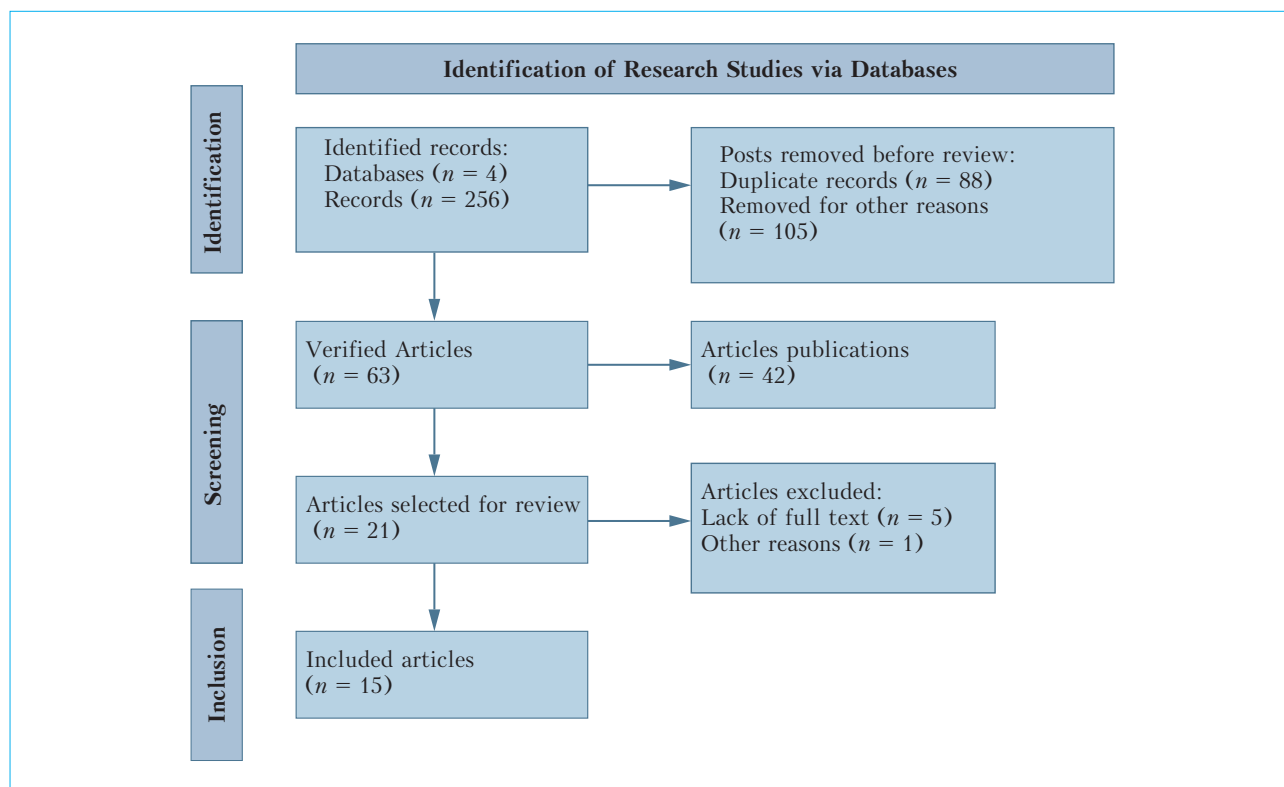 Identification of Research Studies via Databases
Identification
Identified records:
Databases (n = 4)
Records (n = 256)
Posts removed before review:
Duplicate records (n = 88)
Removed for other reasons
(n = 105)
Screening
Verified Articles
(n = 63)
Articles publications
(n = 42)
Articles selected for review
(n = 21)
Articles excluded:
Lack of full text (n = 5)
Other reasons (n = 1)
Inclusion
Included articles
(n = 15)